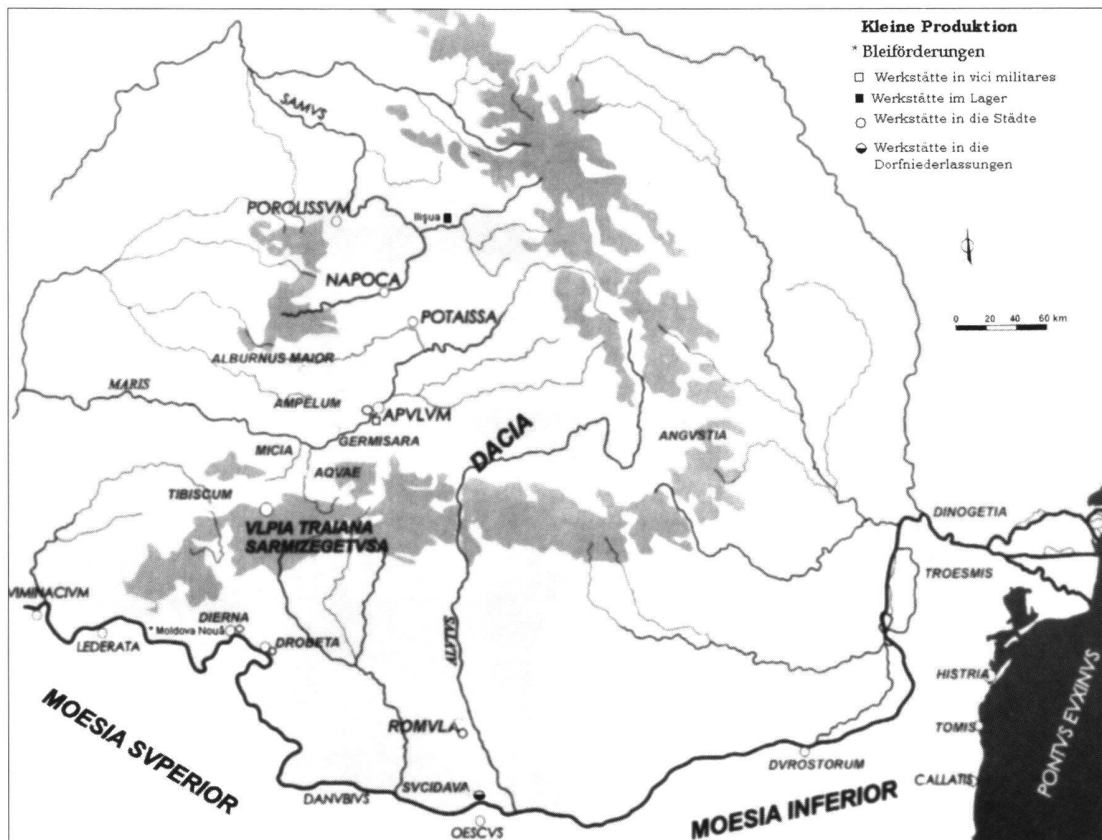 Kleine Produktion
* Bleiförderungen
Werkstätte in vici militares
Werkstätte im Lager
Werkstätte in die Städte
Werkstätte in die
Dorfniederlassungen
0 20 40 60 km
SAMVS
POROLISSVM
Ilişua
NAPOCA
POTAISSA
ALBURNUS MAIOR
MARIS
AMPELUM
APVLVM
GERMISARA
DACIA
ANGVSTIA
MICIA
AQVAE
TIBISCUM
VLPIA TRAIANA
SARMIZEGETVSA
DINOGETIA
TROESMIS
VIMINACIVM
DIERNA
* Moldova Nouă
LEDERATA
DROBETA
ALVTVS
HISTRIA
PONTVS EVXINVS
MOESIA SVPERIOR
ROMVLA
TOMIS
DVROSTORUM
SVCIDAVA
CALLATIS
DANVBIVS
MOESIA INFERIOR
OESCVS